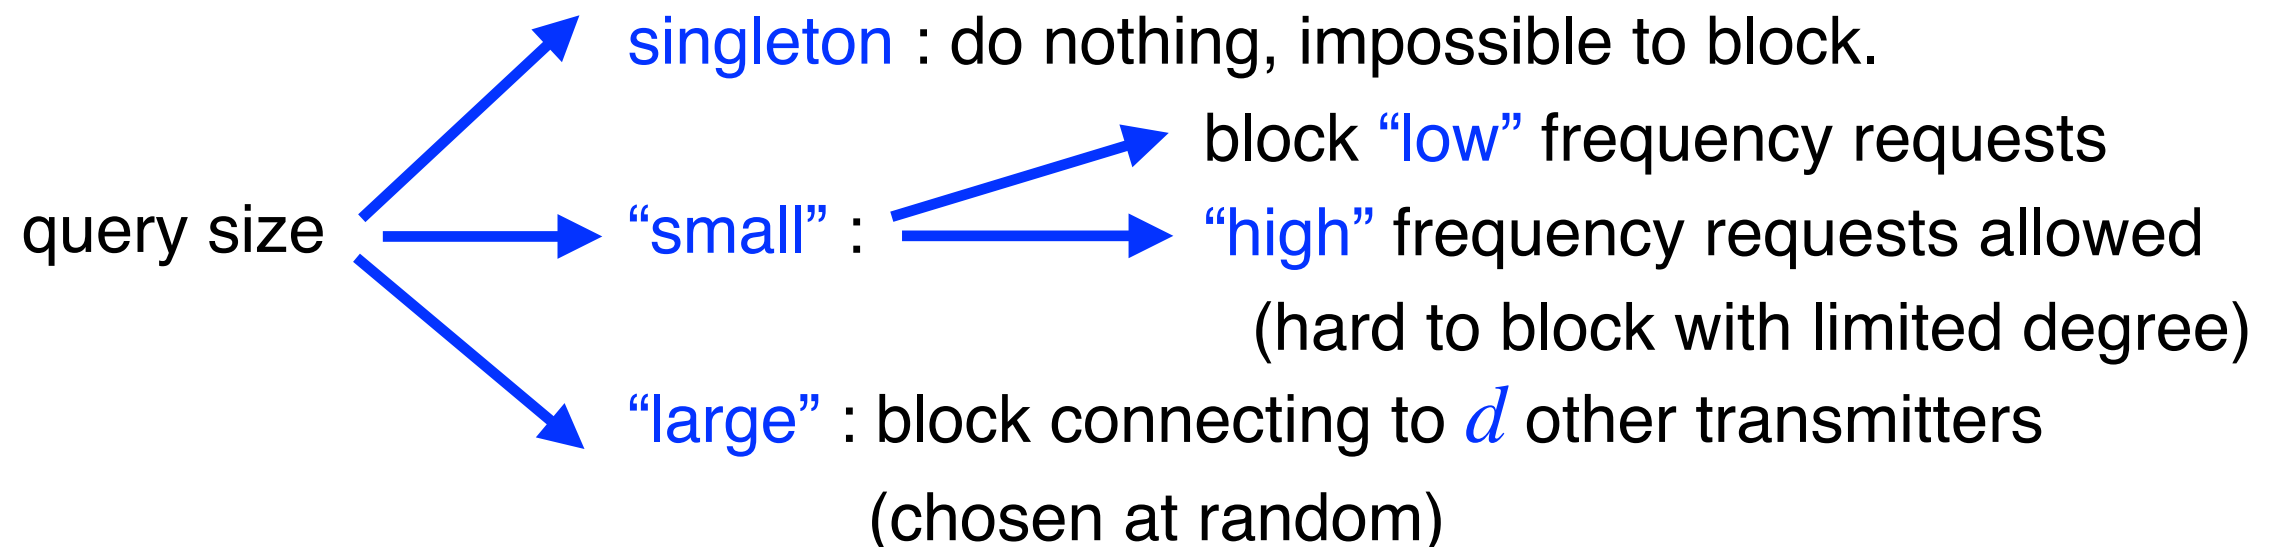 singleton : do nothing, impossible to block.
block “low” frequency requests
query size
“small” :
“high” frequency requests allowed
(hard to block with limited degree)
“large” : block connecting to d other transmitters
(chosen at random)